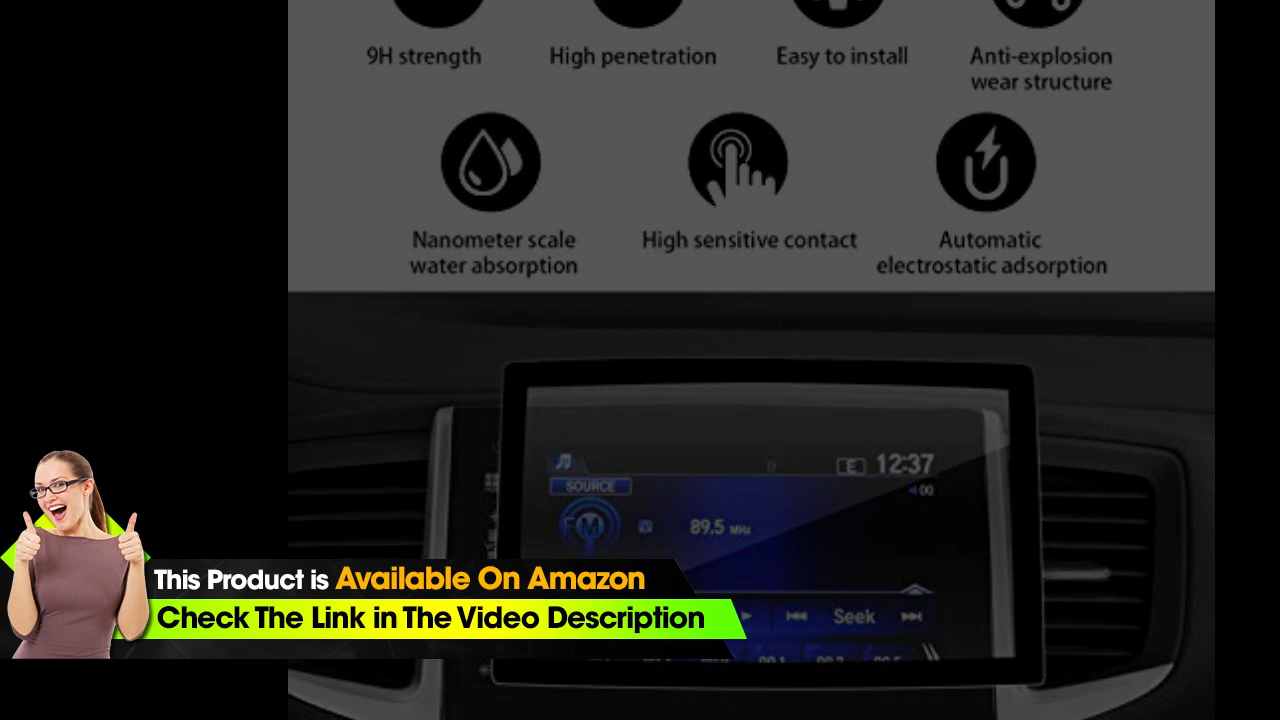 9H strength
High penetration
Easy to install
Anti-explosion
wear structure
Nanometer scale
water absorption
High sensitive contact
Automatic
electrostatic adsorption
E 12:37
SOURCE
00
FM
89.5 MHz
This Product is Available On Amazon
Check The Link in The Video Description
Seek